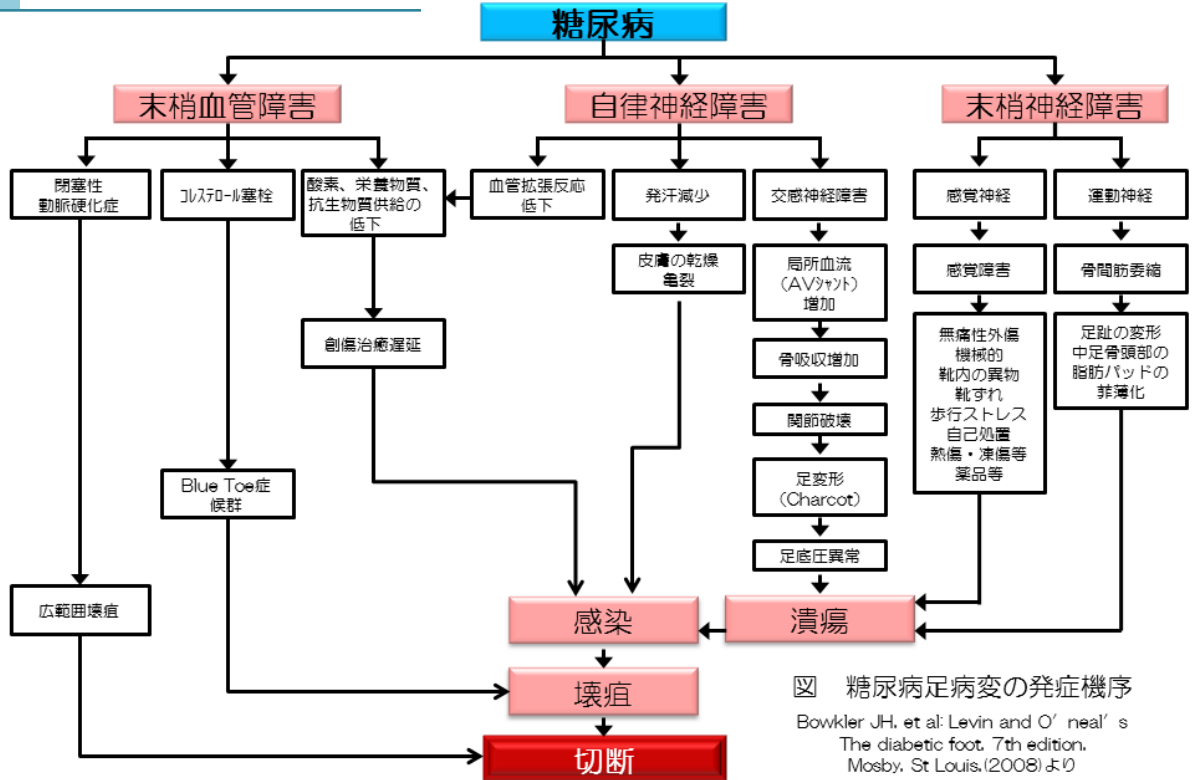 糖尿病
末梢血管障害
自律神経障害
末梢神経障害
閉塞性
動脈硬化症
コレステロール塞栓
酸素、栄養物質、
抗生物質供給の
低下
血管拡張反応
低下
発汗減少
交感神経障害
感覚神経
運動神経
皮膚の乾燥
亀裂
局所血流
(AVシャント)
増加
感覚障害
骨間筋委縮
創傷治癒遅延
骨吸収増加
無痛性外傷
機械的
靴内の異物
靴ずれ
歩行ストレス
自己処置
熱傷・凍傷等
薬品等
足趾の変形
中足骨頭部の
脂肪パッドの
菲薄化
関節破壊
Blue Toe症
候群
足変形
(Charcot)
足底圧異常
広範囲壊疽
感染
潰瘍
壊疽
切断
図 糖尿病足病変の発症機序
Bowkler JH. et al: Levin and O′ neal′ s
The diabetic foot. 7th edition.
Mosby. St Louis.(2008)より